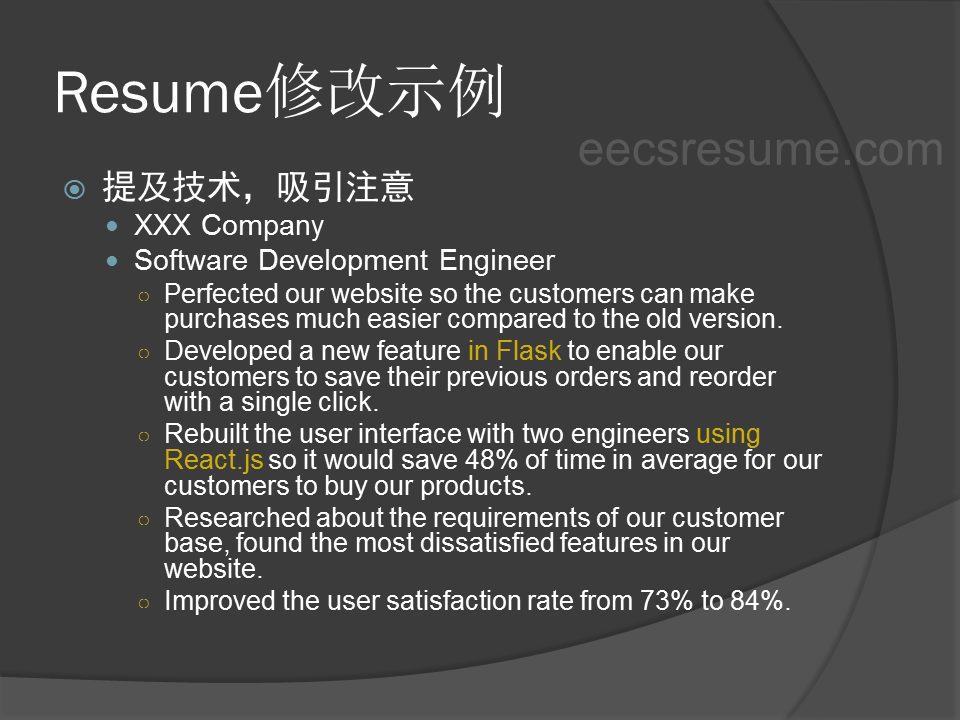 Resume修改示例
eecsresume.com
提及技术，吸引注意
XXX Company
Software Development Engineer
Perfected our website so the customers can make
purchases much easier compared to the old version.
Developed a new feature in Flask to enable our
customers to save their previous orders and reorder
with a single click.
Rebuilt the user interface with two engineers using
React.js so it would save 48% of time in average for our
customers to buy our products.
Researched about the requirements of our customer
base, found the most dissatisfied features in our
website.
Improved the user satisfaction rate from 73% to 84%.